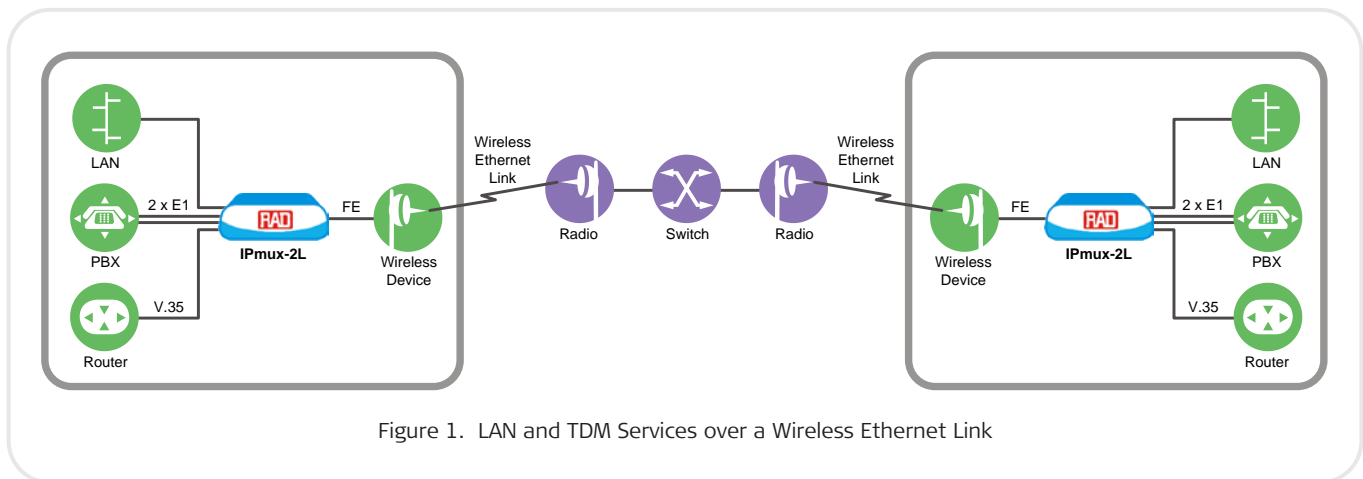 LAN
2 x E1
PBX
V.35
Router
RAD
IPmux-2L
FE
Wireless
Device
Wireless
Ethernet
Link
Radio
Switch
Radio
Wireless
Ethernet
Link
Wireless
Device
FE
RAD
IPmux-2L
LAN
2 x E1
PBX
V.35
Router
Figure 1. LAN and TDM Services over a Wireless Ethernet Link